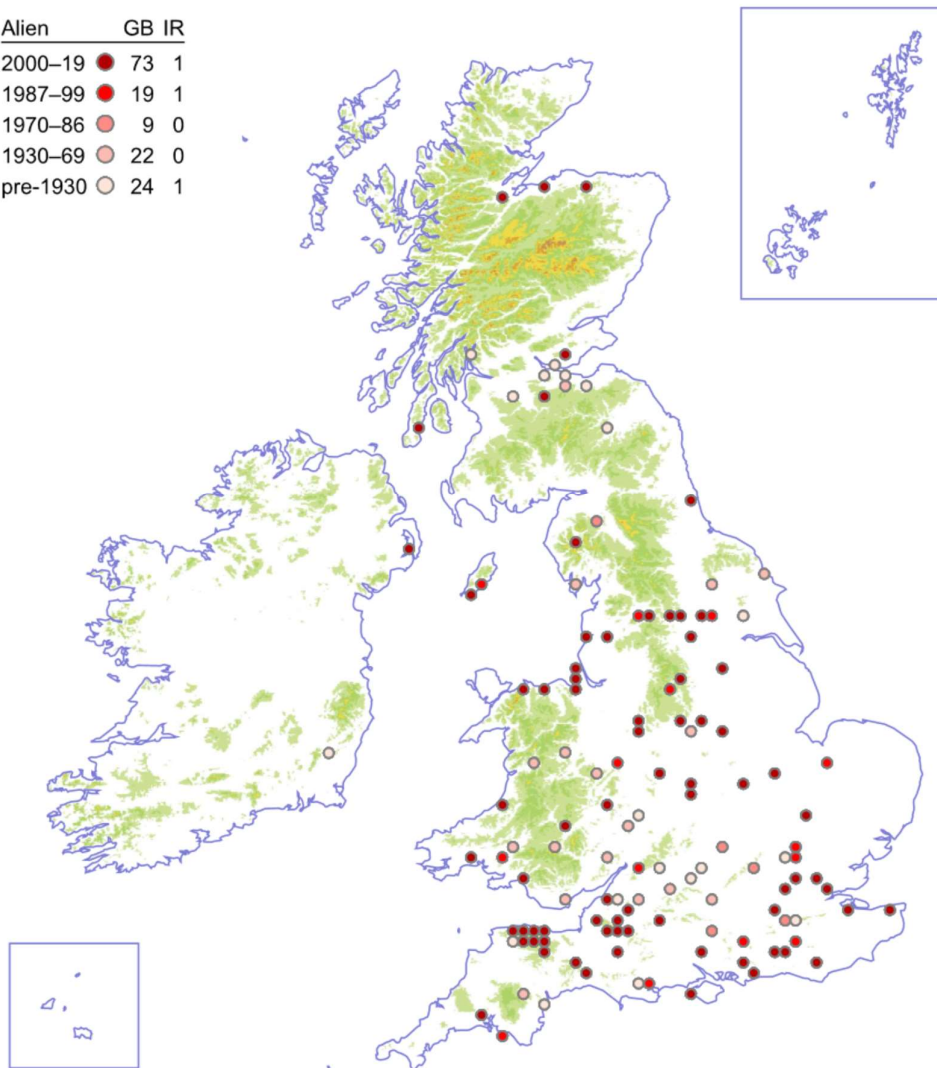 Alien GB IR
2000–19 73 1
1987–99 19 1
1970–86 9 0
1930–69 22 0
pre-1930 24 1